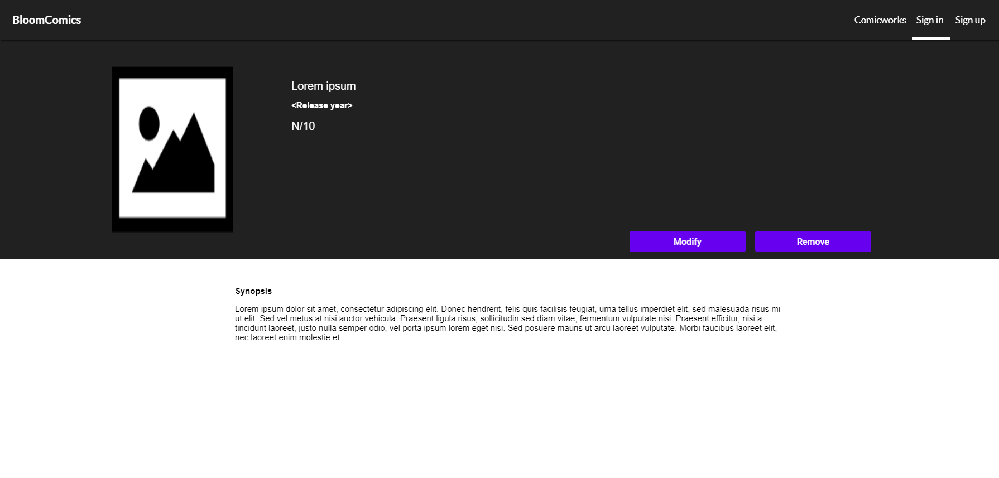 BloomComics
Comicworks Sign in Sign up
Lorem ipsum
<Release year>
N/10
Modify Remove
Synopsis
Lorem ipsum dolor sit amet, consectetur adipiscing elit. Donec hendrerit, felis quis facilisis feugiat, urna tellus imperdiet elit, sed malesuada risus mi
ut elit. Sed vel metus at nisi auctor vehicula. Praesent ligula risus, sollicitudin sed diam vitae, fermentum vulputate nisi. Praesent efficitur, nisi a
tincidunt laoreet, justo nulla semper odio, vel porta ipsum lorem eget nisi. Sed posuere mauris ut arcu laoreet vulputate. Morbi faucibus laoreet elit,
nec laoreet enim molestie et.